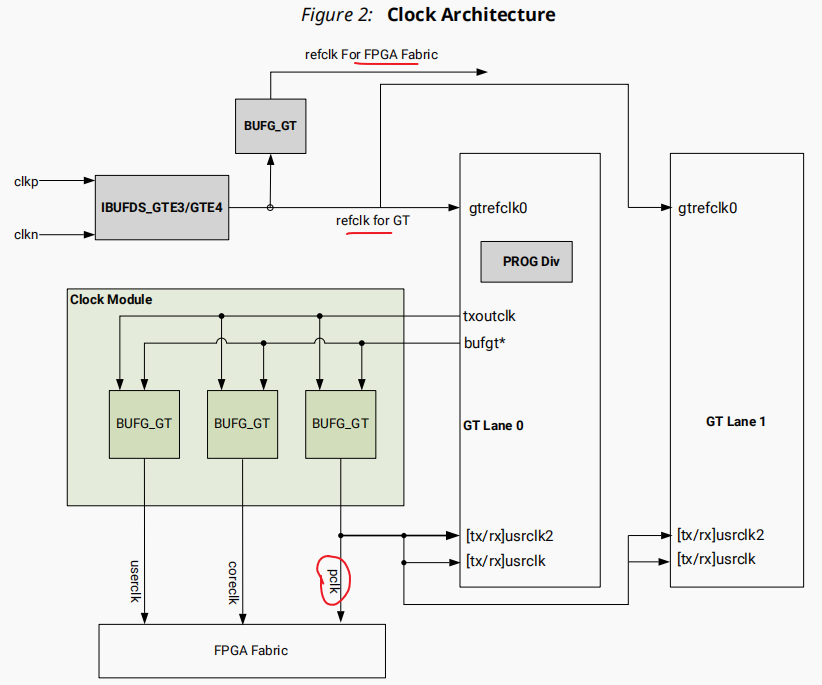 Figure 2: Clock Architecture
refclk For FPGA Fabric
BUFG_GT
clkp
IBUFDS_GTE3/GTE4
clkn
refclk for GT
gtrefclk0
gtrefclk0
PROG Div
Clock Module
txoutclk
bufgt*
BUFG_GT
BUFG_GT
BUFG_GT
GT Lane 0
GT Lane 1
[tx/rx]usrclk2
[tx/rx]usrclk
[tx/rx]usrclk2
[tx/rx]usrclk
userclk
coreclk
pclk
FPGA Fabric